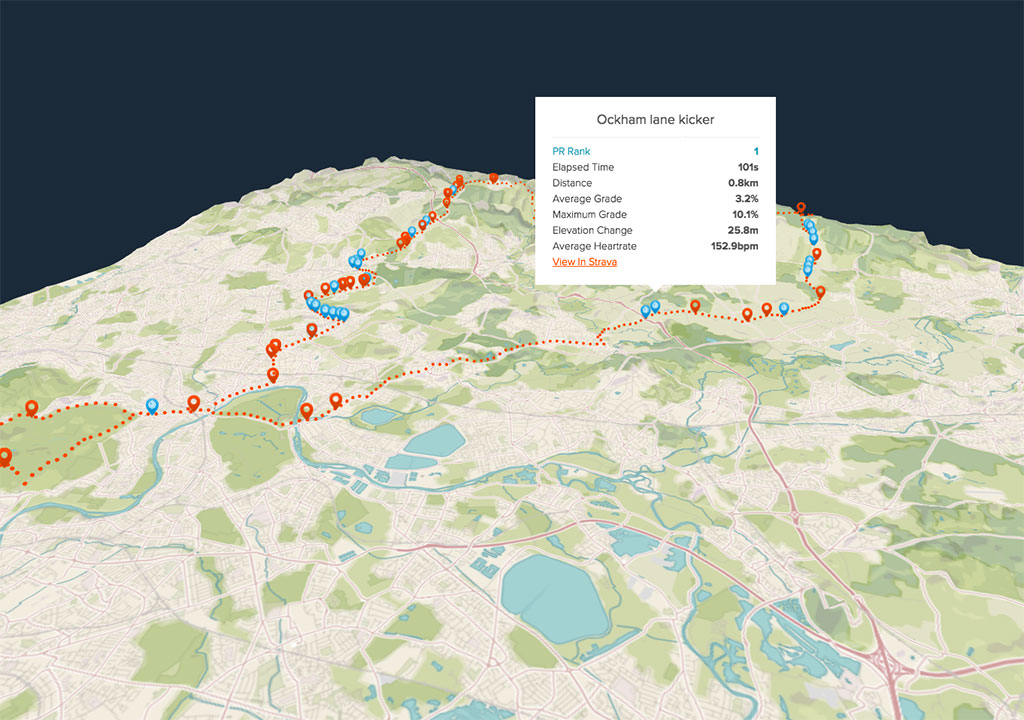 Ockham lane kicker
PR Rank 1
Elapsed Time 101s
Distance 0.8km
Average Grade 3.2%
Maximum Grade 10.1%
Elevation Change 25.8m
Average Heartrate 152.9bpm
View In Strava